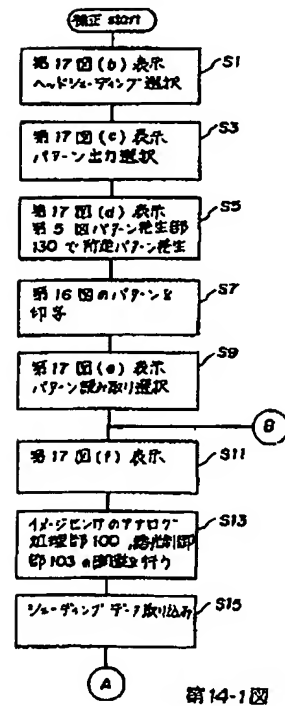 補正 start
第17図(b)表示
ヘッドシェーディング選択
S1
第17図(c)表示
パターン出力選択
S3
第17図(d)表示
第5図パターン発生部
130で所定パターン発生
S5
第16図のパターンを
印字
S7
第17図(e)表示
パターン読み取り選択
S9
B
第17図(f)表示
S11
イメージセンサのアナログ
処理部100,露光制御
部103の調整を行う
S13
シェーディングデータ取り込み
S15
A
第14-1図